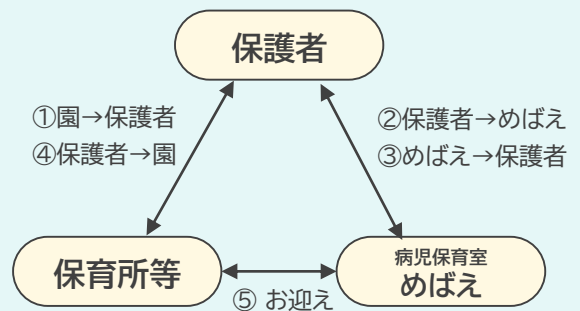 保護者
①園→保護者
④保護者→園
②保護者→めばえ
③めばえ→保護者
保育所等
病児保育室
めばえ
⑤ お迎え